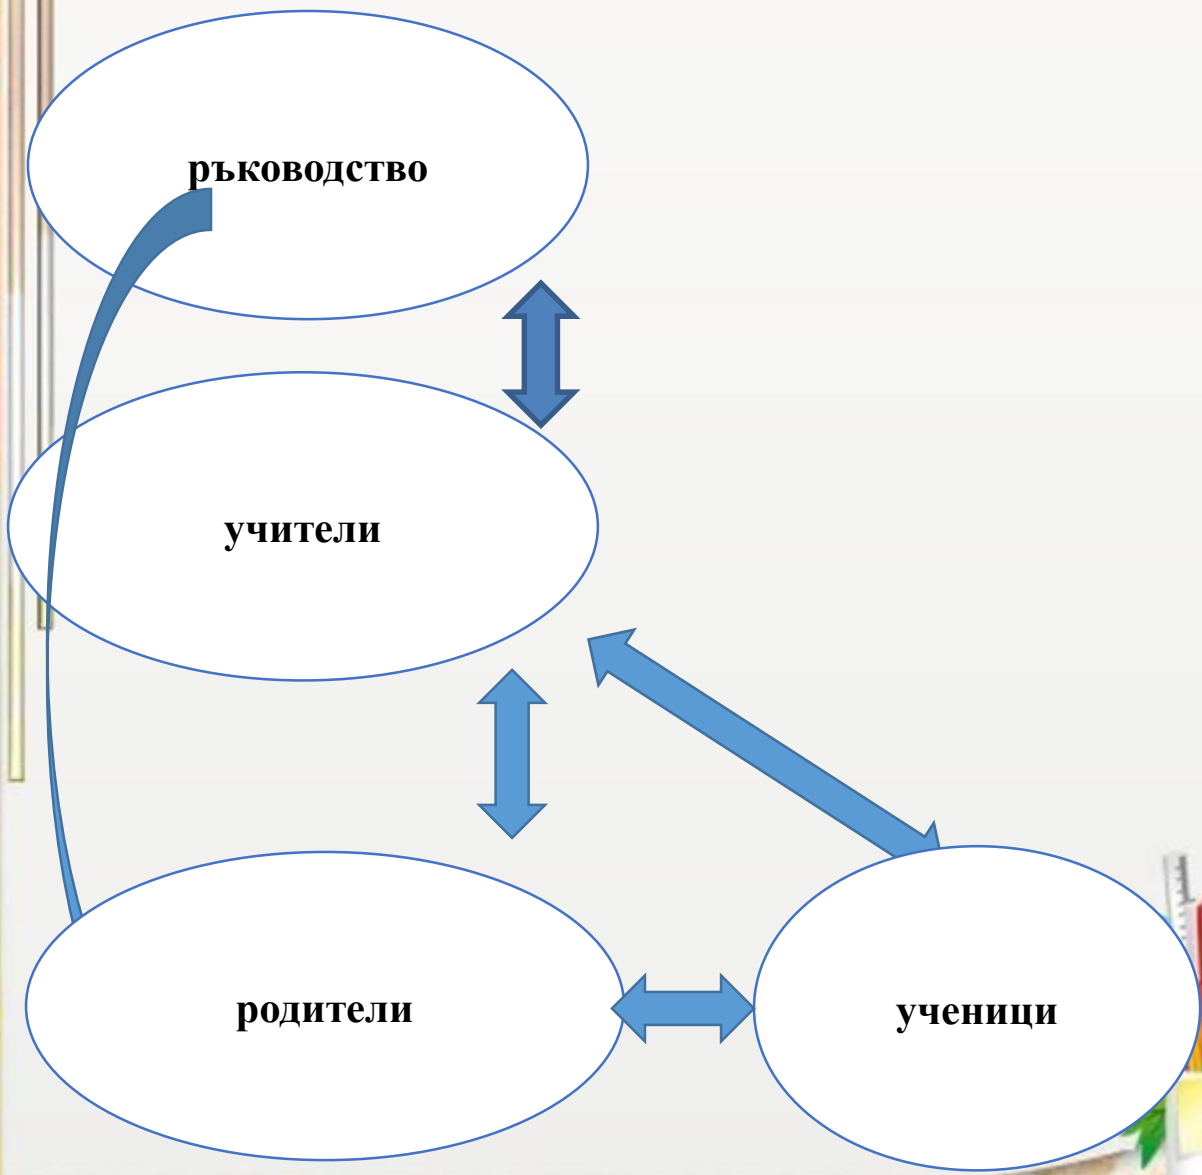 ръководство
учители
родители
ученици